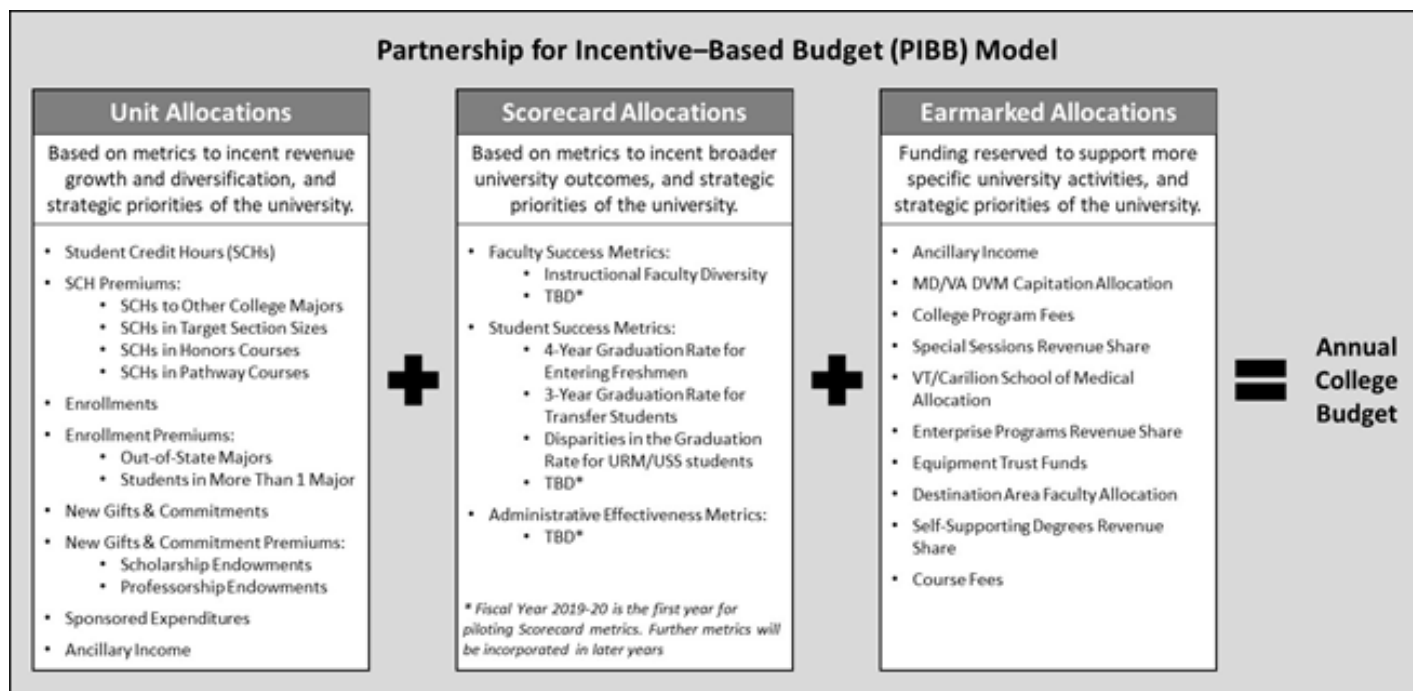 Partnership for Incentive–Based Budget (PIBB) Model
Unit Allocations
Based on metrics to incent revenue
growth and diversification, and
strategic priorities of the university.
• Student Credit Hours (SCHs)
• SCH Premiums:
• SCHs to Other College Majors
• SCHs in Target Section Sizes
• SCHs in Honors Courses
• SCHs in Pathway Courses
• Enrollments
• Enrollment Premiums:
• Out-of-State Majors
• Students in More Than 1 Major
• New Gifts & Commitments
• New Gifts & Commitment Premiums:
• Scholarship Endowments
• Professorship Endowments
• Sponsored Expenditures
• Ancillary Income
Scorecard Allocations
Based on metrics to incent broader
university outcomes, and strategic
priorities of the university.
• Faculty Success Metrics:
• Instructional Faculty Diversity
• TBD*
• Student Success Metrics:
• 4-Year Graduation Rate for
Entering Freshmen
• 3-Year Graduation Rate for
Transfer Students
• Disparities in the Graduation
Rate for URM/USS students
• TBD*
• Administrative Effectiveness Metrics:
• TBD*
* Fiscal Year 2019-20 is the first year for
piloting Scorecard metrics. Further metrics will
be incorporated in later years
Earmarked Allocations
Funding reserved to support more
specific university activities, and
strategic priorities of the university.
• Ancillary Income
• MD/VA DVM Capitation Allocation
• College Program Fees
• Special Sessions Revenue Share
• VT/Carilion School of Medical
Allocation
• Enterprise Programs Revenue Share
• Equipment Trust Funds
• Destination Area Faculty Allocation
• Self-Supporting Degrees Revenue
Share
• Course Fees
Annual
College
Budget